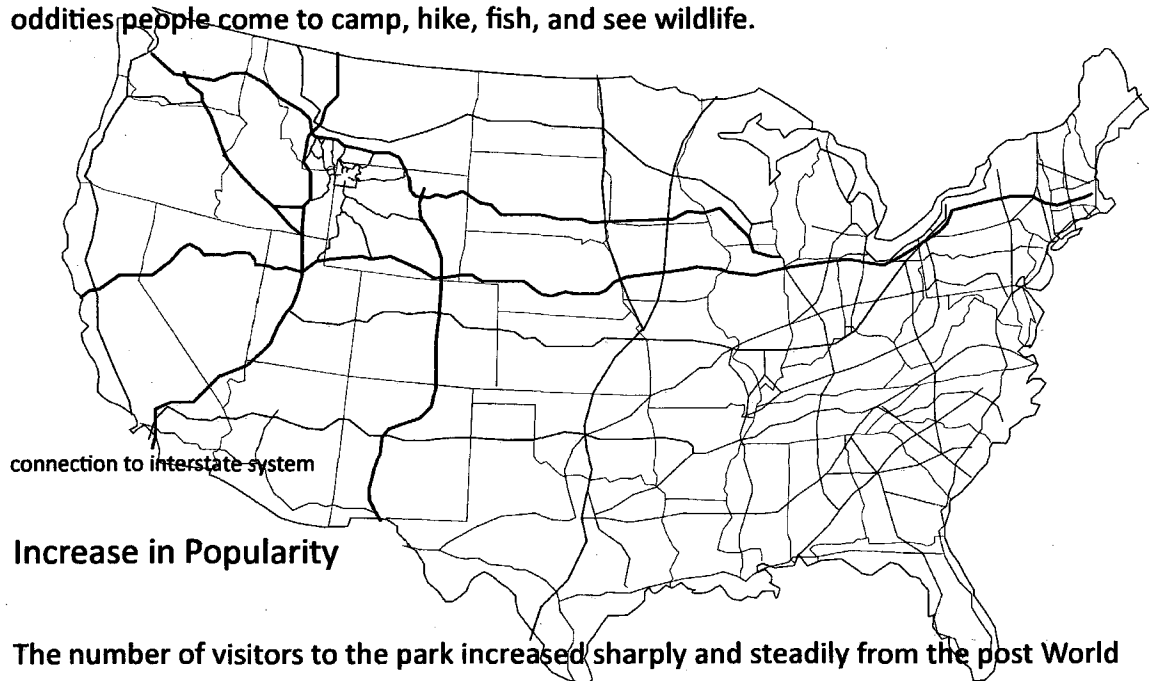 oddities people come to camp, hike, fish, and see wildlife.
connection to interstate system
Increase in Popularity
The number of visitors to the park increased sharply and steadily from the post World